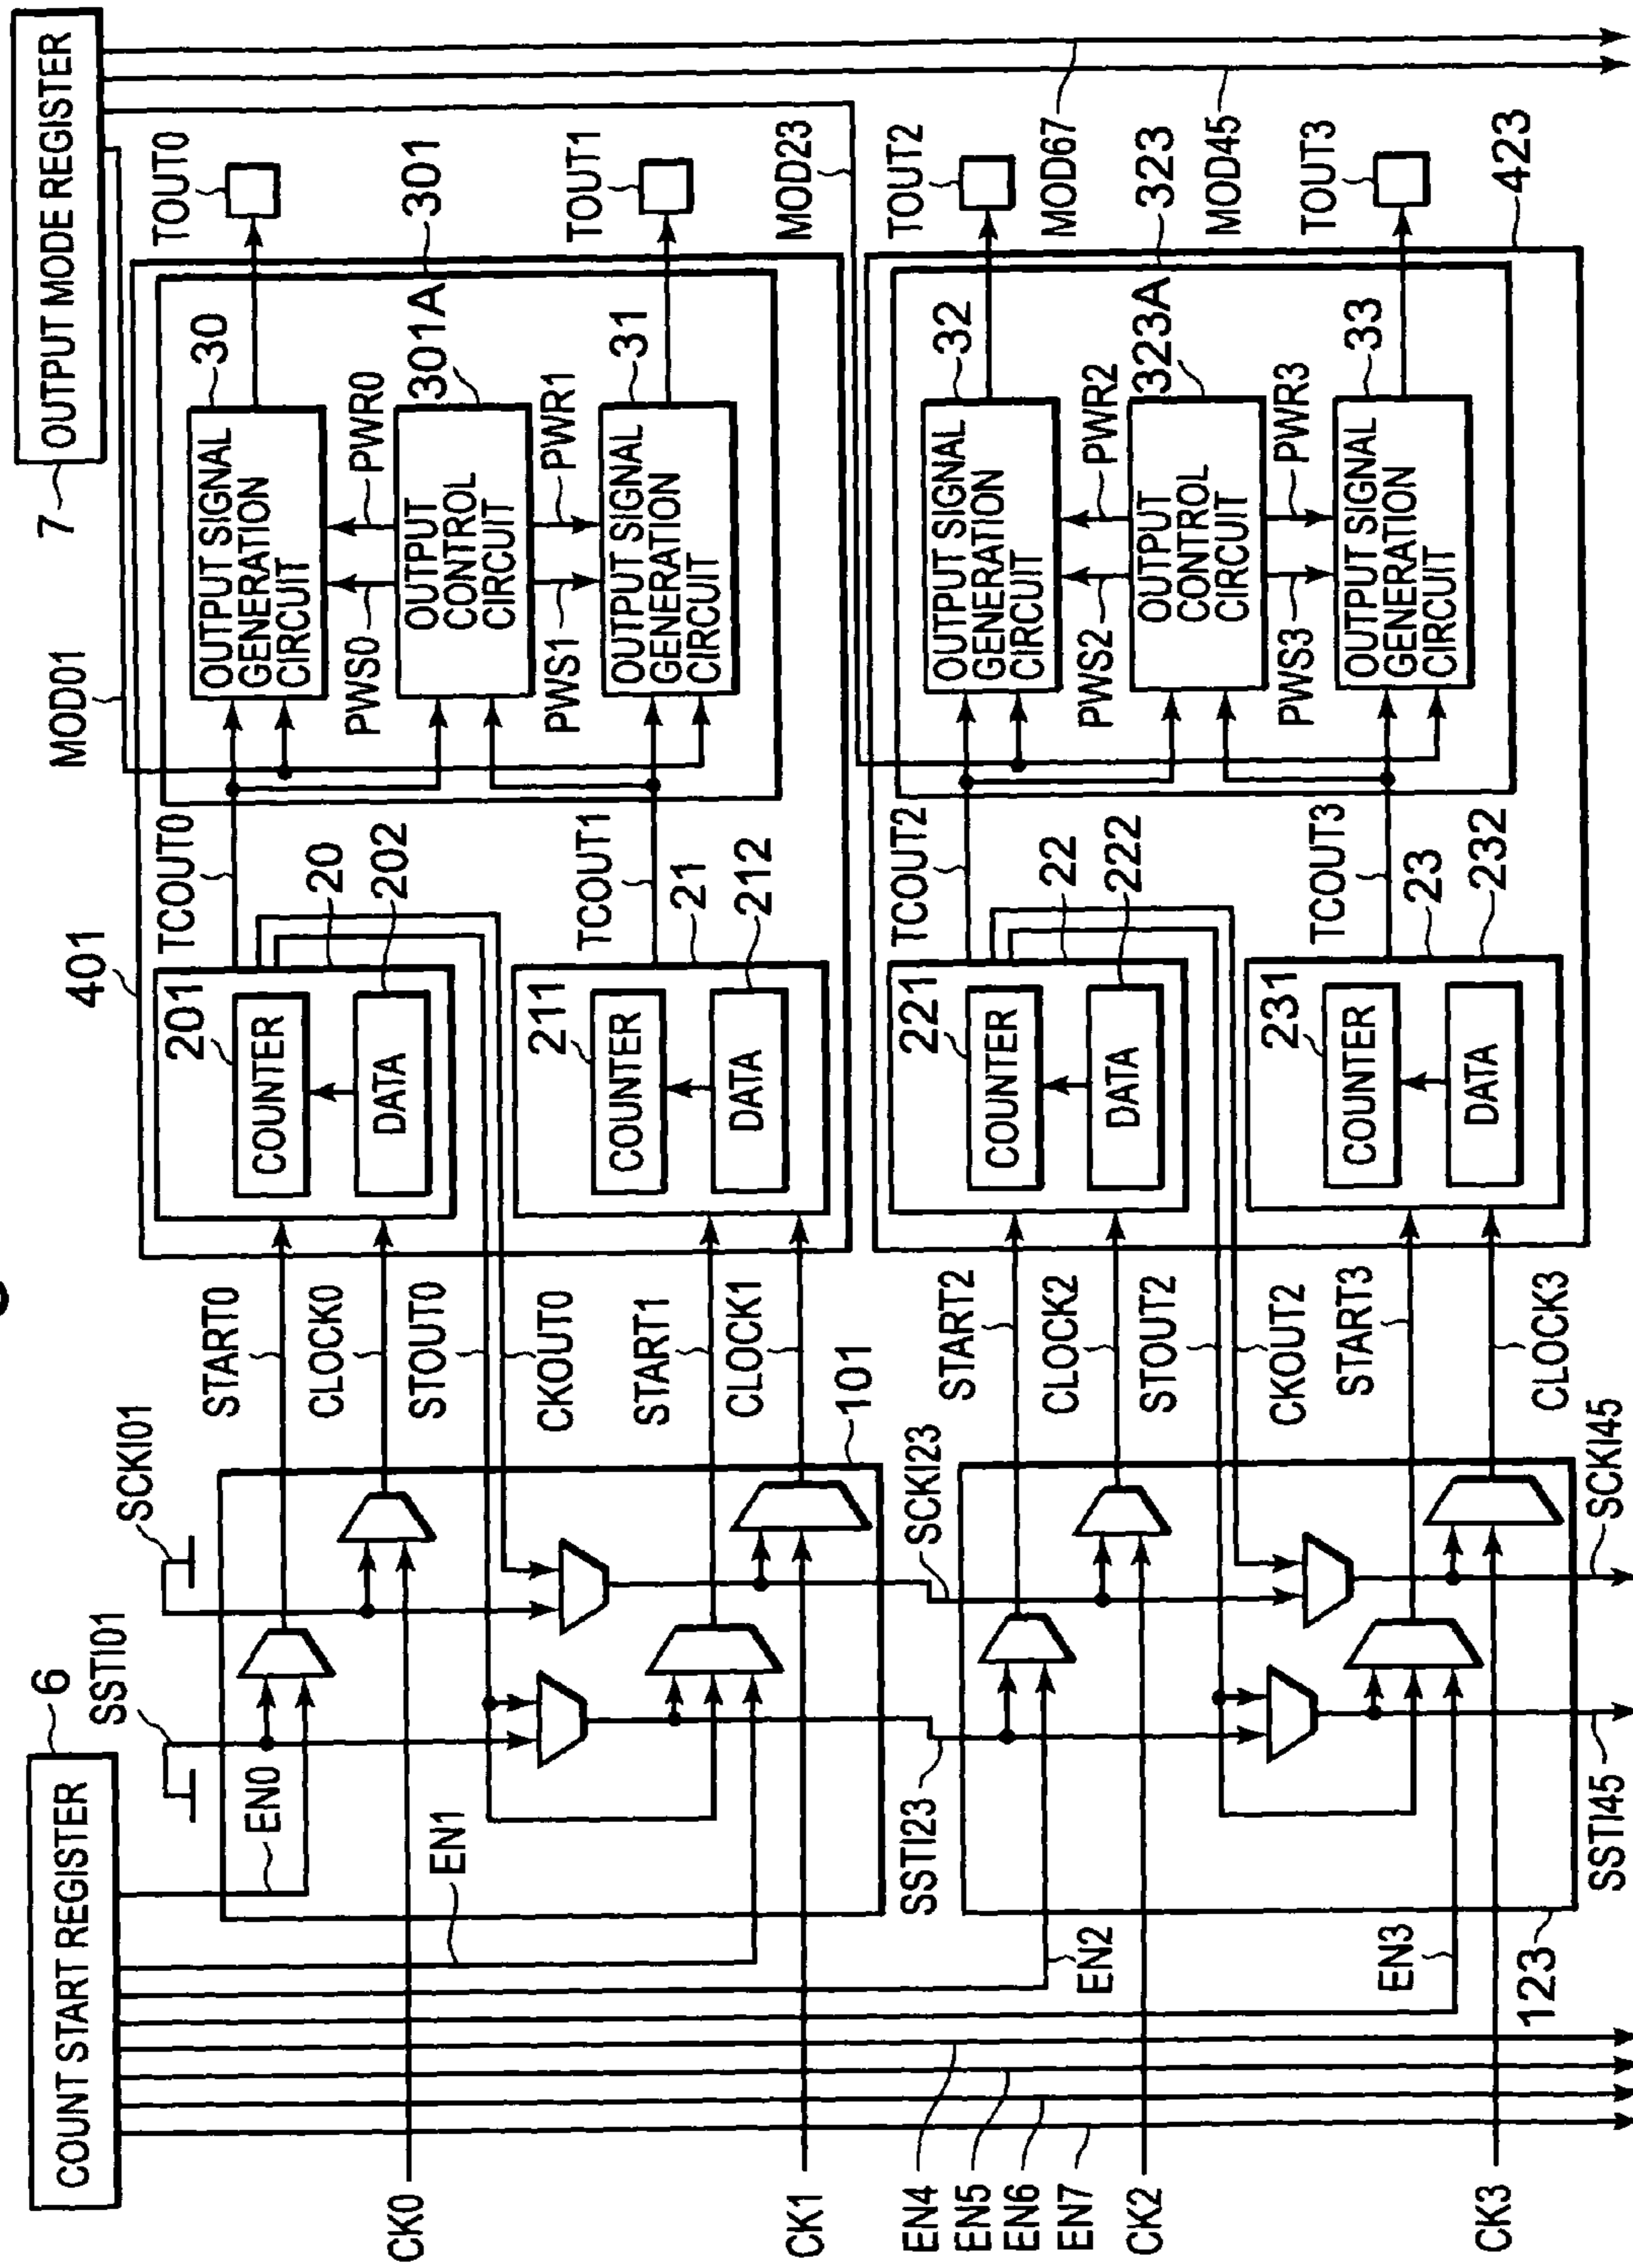 COUNT START REGISTER
6
OUTPUT MODE REGISTER
7
SSTI01
SCKI01
EN0
EN1
CK0
CK1
START0
CLOCK0
STOUT0
CKOUT0
START1
CLOCK1
101
401
201
COUNTER
DATA
20
202
TCOUT0
211
COUNTER
DATA
21
212
TCOUT1
MOD01
OUTPUT SIGNAL
GENERATION
CIRCUIT
30
PWS0
PWR0
OUTPUT
CONTROL
CIRCUIT
301A
301
PWS1
PWR1
OUTPUT SIGNAL
GENERATION
CIRCUIT
31
TOUT0
TOUT1
MOD23
SSTI23
SCKI23
EN2
EN3
EN4
EN5
EN6
EN7
CK2
CK3
123
START2
CLOCK2
STOUT2
CKOUT2
START3
CLOCK3
SSTI45
SCKI45
221
COUNTER
DATA
22
222
TCOUT2
231
COUNTER
DATA
23
232
TCOUT3
OUTPUT SIGNAL
GENERATION
CIRCUIT
32
PWS2
PWR2
OUTPUT
CONTROL
CIRCUIT
323A
323
PWS3
PWR3
OUTPUT SIGNAL
GENERATION
CIRCUIT
33
TOUT2
MOD67
MOD45
TOUT3
423